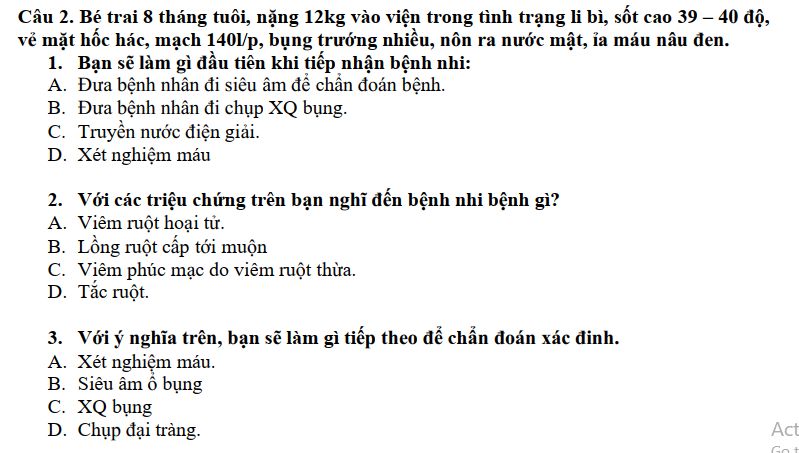 Câu 2. Bé trai 8 tháng tuổi, nặng 12kg vào viện trong tình trạng li bì, sốt cao 39 – 40 độ,
vẻ mặt hốc hác, mạch 140l/p, bụng trướng nhiều, nôn ra nước mật, ỉa máu nâu đen.
1. Bạn sẽ làm gì đầu tiên khi tiếp nhận bệnh nhi:
A. Đưa bệnh nhân đi siêu âm để chẩn đoán bệnh.
B. Đưa bệnh nhân đi chụp XQ bụng.
C. Truyền nước điện giải.
D. Xét nghiệm máu
2. Với các triệu chứng trên bạn nghĩ đến bệnh nhi bệnh gì?
A. Viêm ruột hoại tử.
B. Lồng ruột cấp tới muộn
C. Viêm phúc mạc do viêm ruột thừa.
D. Tắc ruột.
3. Với ý nghĩa trên, bạn sẽ làm gì tiếp theo để chẩn đoán xác đinh.
A. Xét nghiệm máu.
B. Siêu âm ổ bụng
C. XQ bụng
D. Chụp đại tràng.
Act